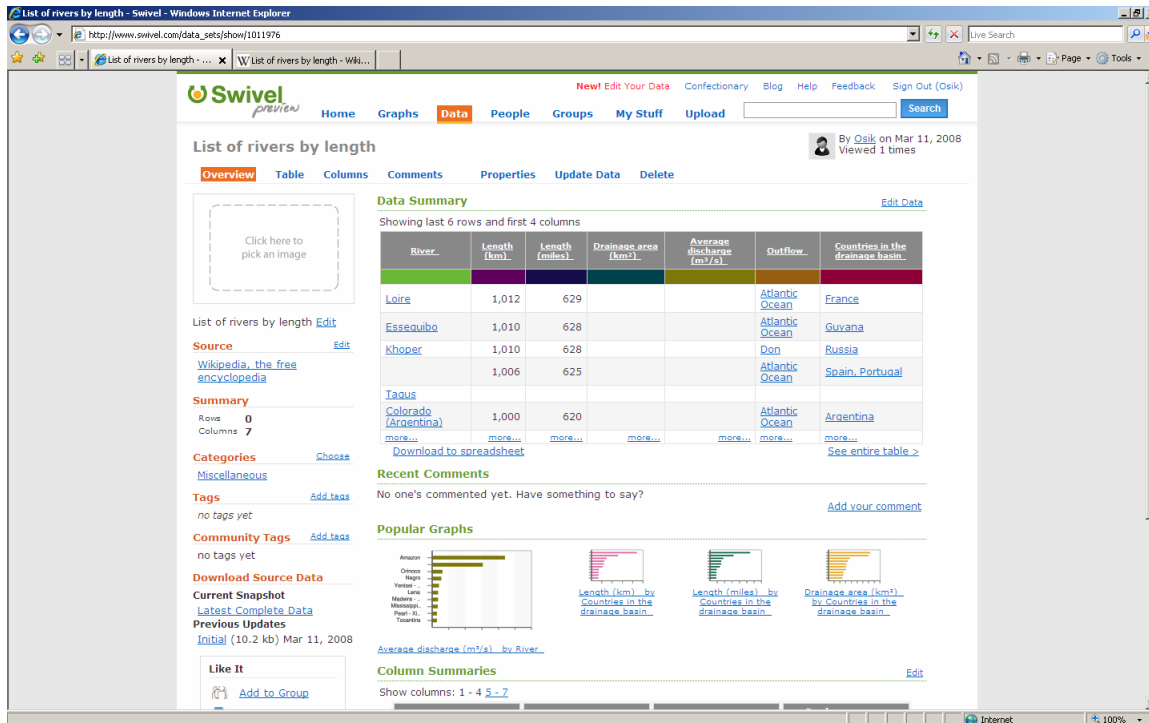 List of rivers by length - Swivel - Windows Internet Explorer
http://www.swivel.com/data_sets/show/1011976
Live Search
List of rivers by length - ...
W List of rivers by length - Wiki...
Page
Tools
Swivel
preview
New! Edit Your Data Confectionary Blog Help Feedback Sign Out (Osik)
Home Graphs Data People Groups My Stuff Upload Search
List of rivers by length
By Osik on Mar 11, 2008
Viewed 1 times
Overview Table Columns Comments Properties Update Data Delete
Click here to
pick an image
List of rivers by length Edit
Source Edit
Wikipedia, the free
encyclopedia
Summary
Rows 0
Columns 7
Categories Choose
Miscellaneous
Tags Add tags
no tags yet
Community Tags Add tags
no tags yet
Download Source Data
Current Snapshot
Latest Complete Data
Previous Updates
Initial (10.2 kb) Mar 11, 2008
Like It
Add to Group
Data Summary Edit Data
Showing last 6 rows and first 4 columns
River Length (km) Length (miles) Drainage area (km²) Average discharge (m³/s) Outflow Countries in the drainage basin
Loire 1,012 629 Atlantic Ocean France
Essequibo 1,010 628 Atlantic Ocean Guyana
Khoper 1,010 628 Don Russia
1,006 625 Atlantic Ocean Spain, Portugal
Tagus
Colorado (Argentina) 1,000 620 Atlantic Ocean Argentina
more... more... more... more... more... more... more...
Download to spreadsheet See entire table >
Recent Comments
No one's commented yet. Have something to say?
Add your comment
Popular Graphs
Amazon
Orinoco
Negro
Yenisei - ..
Lena
Madeira - ..
Mississippi..
Pearl - Xi..
Tocantins
Average discharge (m³/s) by River
Length (km) by
Countries in the
drainage basin
Length (miles) by
Countries in the
drainage basin
Drainage area (km²)
by Countries in the
drainage basin
Column Summaries Edit
Show columns: 1 - 4 5 - 7
Internet 100%